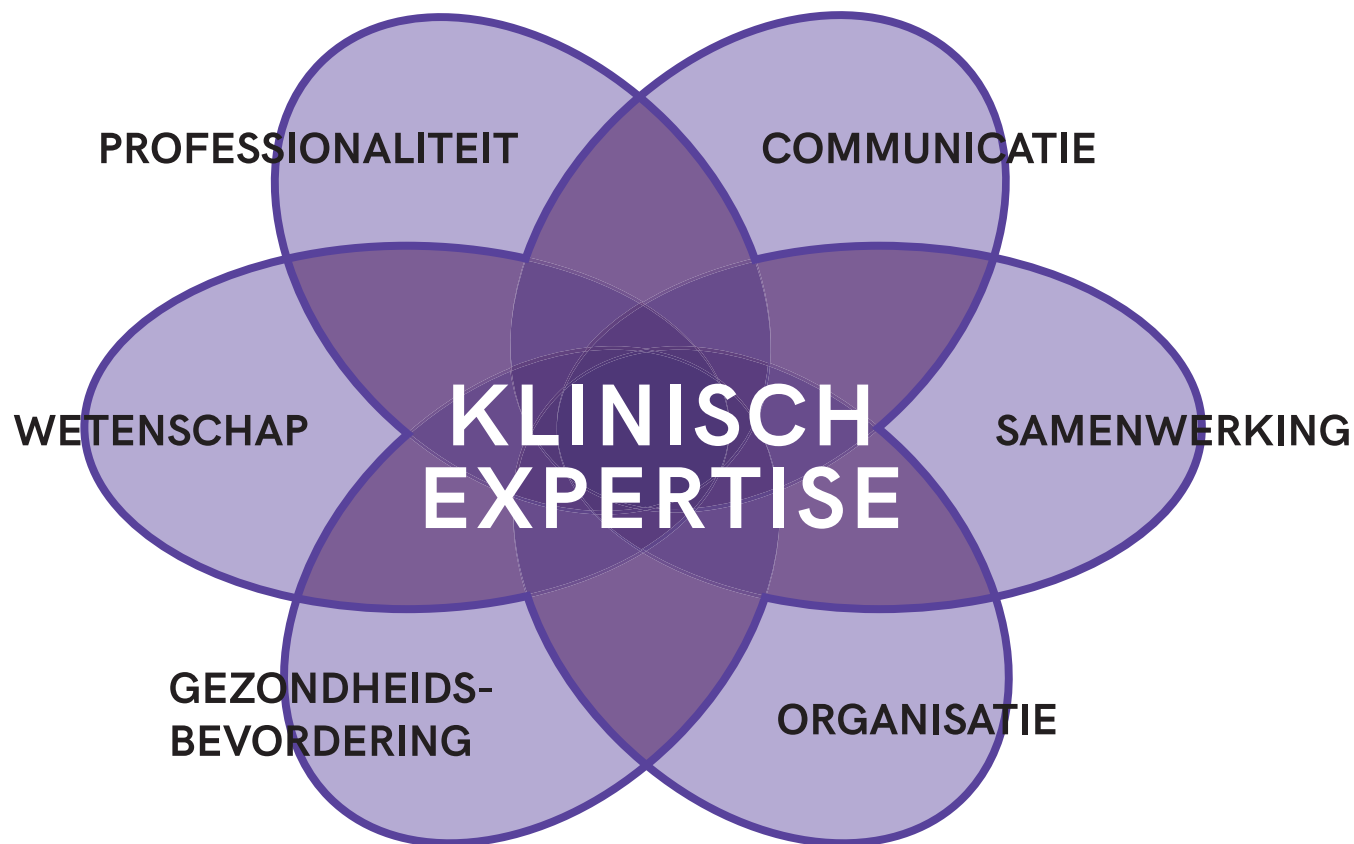 PROFESSIONALITEIT
COMMUNICATIE
WETENSCHAP
KLINISCH
EXPERTISE
SAMENWERKING
GEZONDHEIDS-
BEVORDERING
ORGANISATIE